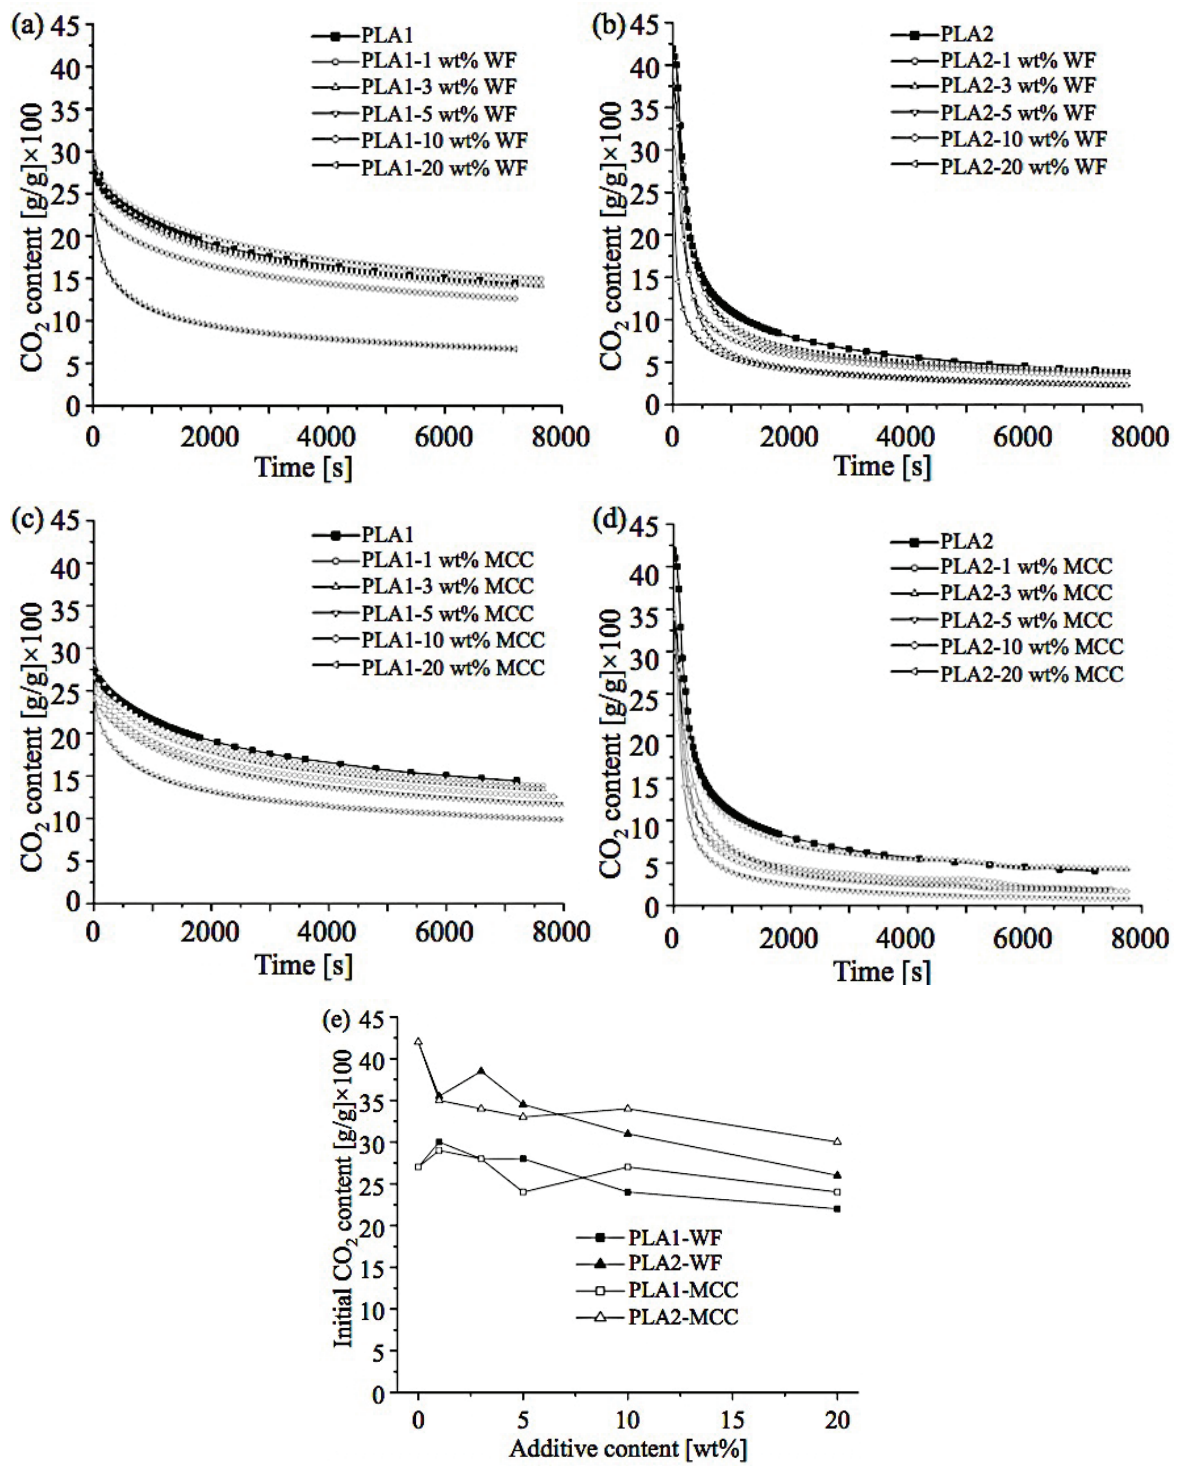 (a)
45
40
35
30
25
20
15
10
5
0
CO2 content [g/g]×100
PLA1
PLA1-1 wt% WF
PLA1-3 wt% WF
PLA1-5 wt% WF
PLA1-10 wt% WF
PLA1-20 wt% WF
0 2000 4000 6000 8000
Time [s]
(b)
45
40
35
30
25
20
15
10
5
0
CO2 content [g/g]×100
PLA2
PLA2-1 wt% WF
PLA2-3 wt% WF
PLA2-5 wt% WF
PLA2-10 wt% WF
PLA2-20 wt% WF
0 2000 4000 6000 8000
Time [s]
(c)
45
40
35
30
25
20
15
10
5
0
CO2 content [g/g]×100
PLA1
PLA1-1 wt% MCC
PLA1-3 wt% MCC
PLA1-5 wt% MCC
PLA1-10 wt% MCC
PLA1-20 wt% MCC
0 2000 4000 6000 8000
Time [s]
(d)
45
40
35
30
25
20
15
10
5
0
CO2 content [g/g]×100
PLA2
PLA2-1 wt% MCC
PLA2-3 wt% MCC
PLA2-5 wt% MCC
PLA2-10 wt% MCC
PLA2-20 wt% MCC
0 2000 4000 6000 8000
Time [s]
(e)
45
40
35
30
25
20
15
10
5
0
Initial CO2 content [g/g]×100
PLA1-WF
PLA2-WF
PLA1-MCC
PLA2-MCC
0 5 10 15 20
Additive content [wt%]